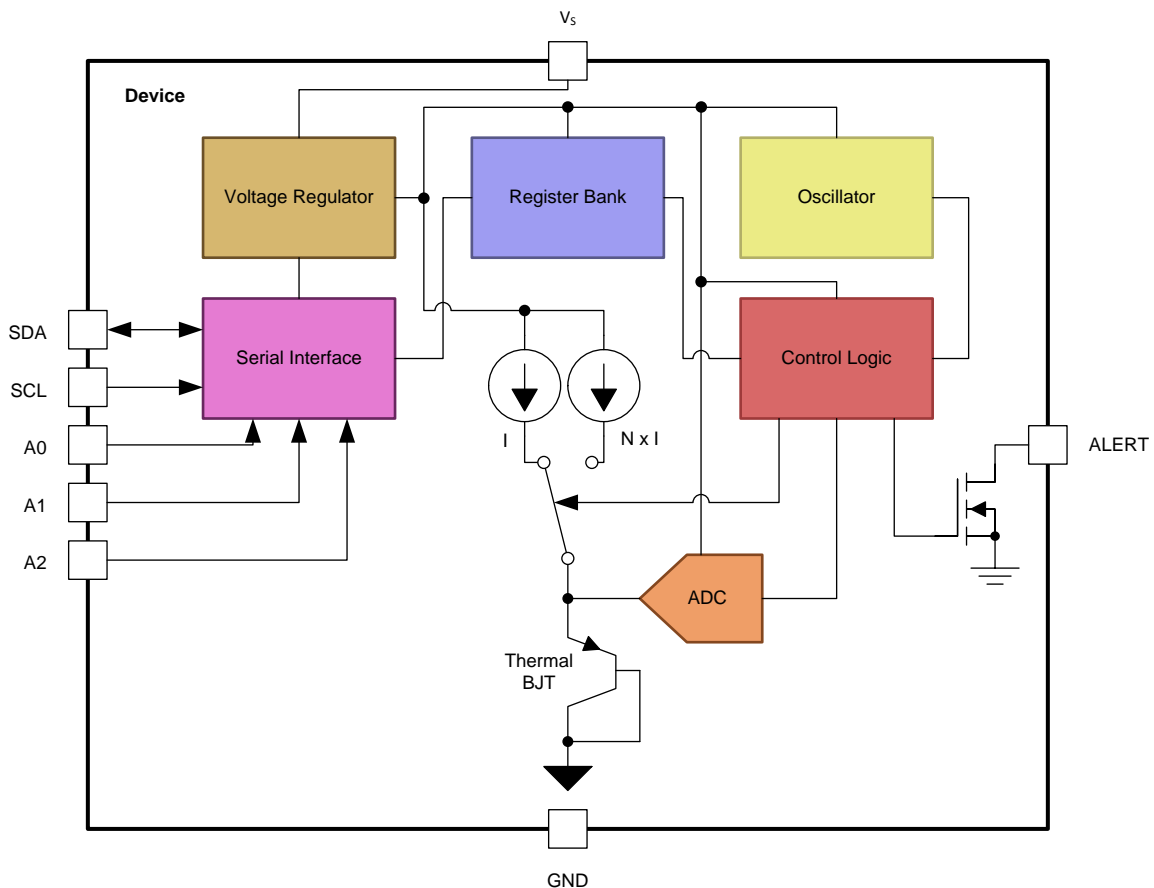 VS
Device
Voltage Regulator
Register Bank
Oscillator
SDA
Serial Interface
Control Logic
SCL
A0
I
N x I
ALERT
A1
A2
ADC
Thermal
BJT
GND